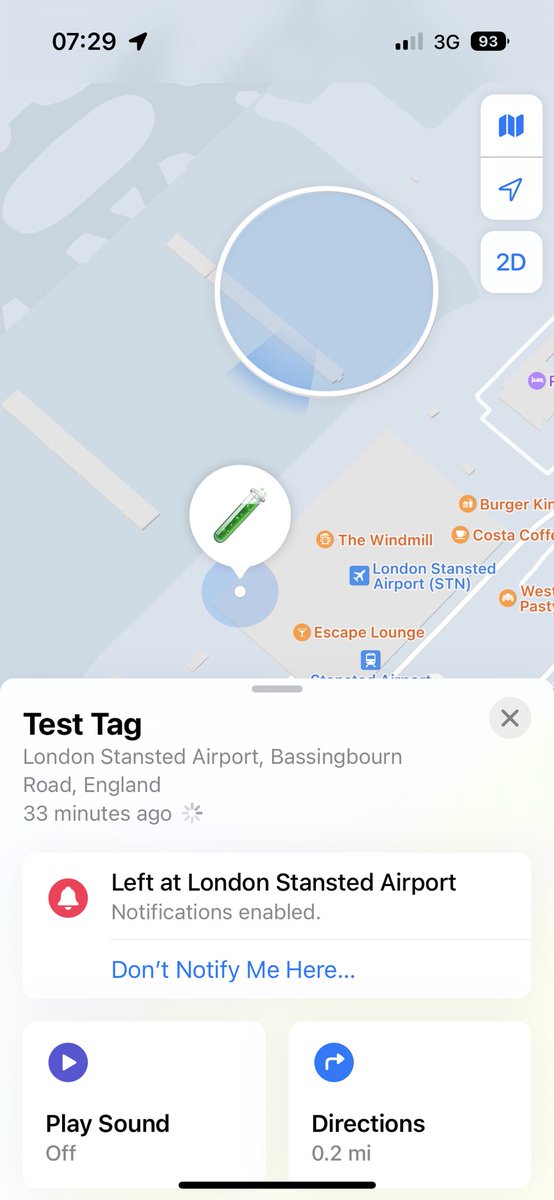 07:29
3G
93
2D
Burger Kin
The Windmill
Costa Coffe
London Stansted
Airport (STN)
West
Pasty
Escape Lounge
Stansted Airport
Test Tag
London Stansted Airport, Bassingbourn
Road, England
33 minutes ago
Left at London Stansted Airport
Notifications enabled.
Don’t Notify Me Here...
Play Sound
Off
Directions
0.2 mi